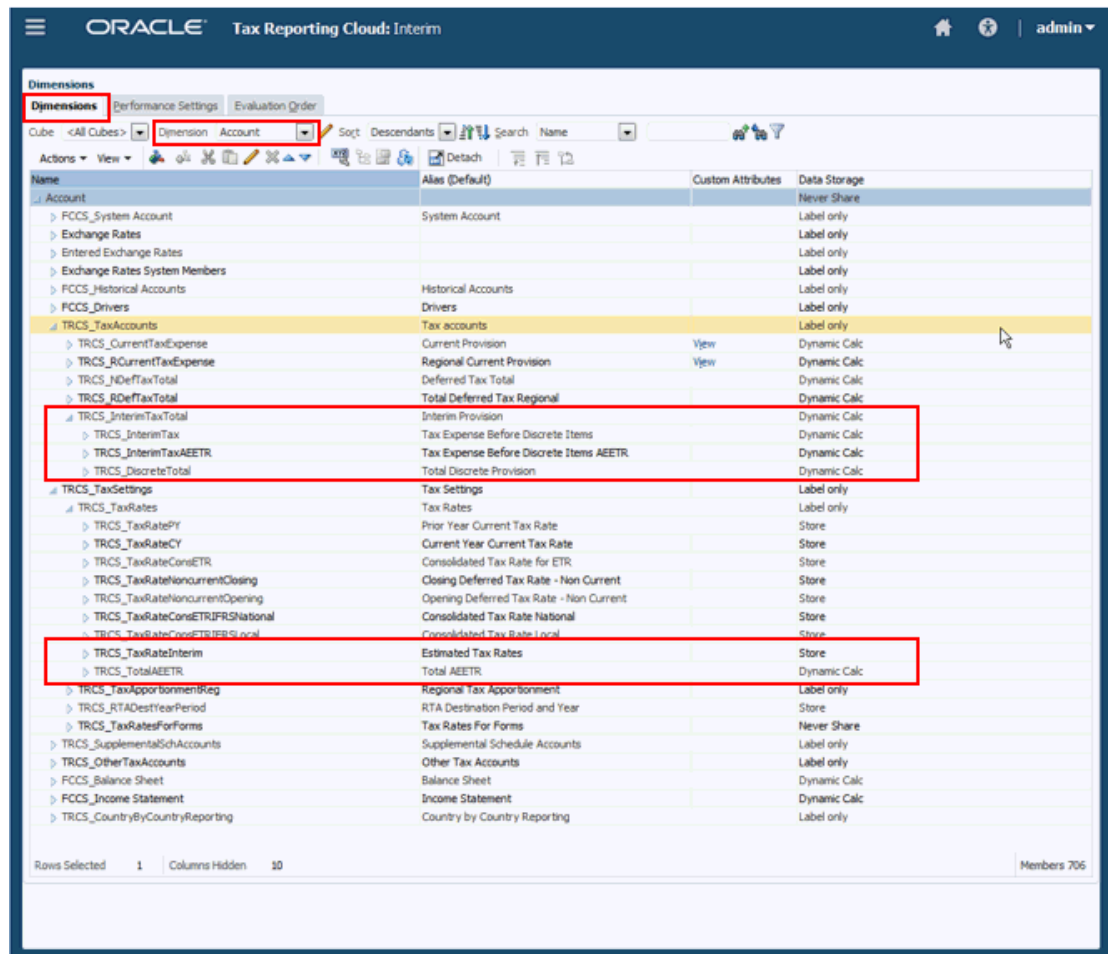 ORACLE Tax Reporting Cloud: Interim admin
Dimensions
Dimensions Performance Settings Evaluation Order
Cube <All Cubes> Dimension Account Sort Descendants Search Name
Actions View Detach
Name Alias (Default) Custom Attributes Data Storage
Account Never Share
FCCS_System Account System Account Label only
Exchange Rates Label only
Entered Exchange Rates Label only
Exchange Rates System Members Label only
FCCS_Historical Accounts Historical Accounts Label only
FCCS_Drivers Drivers Label only
TRCS_TaxAccounts Tax accounts Label only
TRCS_CurrentTaxExpense Current Provision View Dynamic Calc
TRCS_RCurrentTaxExpense Regional Current Provision View Dynamic Calc
TRCS_NDefTaxTotal Deferred Tax Total Dynamic Calc
TRCS_RDefTaxTotal Total Deferred Tax Regional Dynamic Calc
TRCS_InterimTaxTotal Interim Provision Dynamic Calc
TRCS_InterimTax Tax Expense Before Discrete Items Dynamic Calc
TRCS_InterimTaxAEETR Tax Expense Before Discrete Items AEETR Dynamic Calc
TRCS_DiscreteTotal Total Discrete Provision Dynamic Calc
TRCS_TaxSettings Tax Settings Label only
TRCS_TaxRates Tax Rates Label only
TRCS_TaxRatePY Prior Year Current Tax Rate Store
TRCS_TaxRateCY Current Year Current Tax Rate Store
TRCS_TaxRateConsETR Consolidated Tax Rate for ETR Store
TRCS_TaxRateNoncurrentClosing Closing Deferred Tax Rate - Non Current Store
TRCS_TaxRateNoncurrentOpening Opening Deferred Tax Rate - Non Current Store
TRCS_TaxRateConsETRIFRSNational Consolidated Tax Rate National Store
TRCS_TaxRateConsETRIFRSLocal Consolidated Tax Rate Local Store
TRCS_TaxRateInterim Estimated Tax Rates Store
TRCS_TotalAEETR Total AEETR Dynamic Calc
TRCS_TaxApportionmentReg Regional Tax Apportionment Label only
TRCS_RTADestYearPeriod RTA Destination Period and Year Store
TRCS_TaxRatesForForms Tax Rates For Forms Never Share
TRCS_SupplementalSchAccounts Supplemental Schedule Accounts Label only
TRCS_OtherTaxAccounts Other Tax Accounts Label only
FCCS_Balance Sheet Balance Sheet Dynamic Calc
FCCS_Income Statement Income Statement Dynamic Calc
TRCS_CountryByCountryReporting Country by Country Reporting Label only
Rows Selected 1 Columns Hidden 10 Members 706